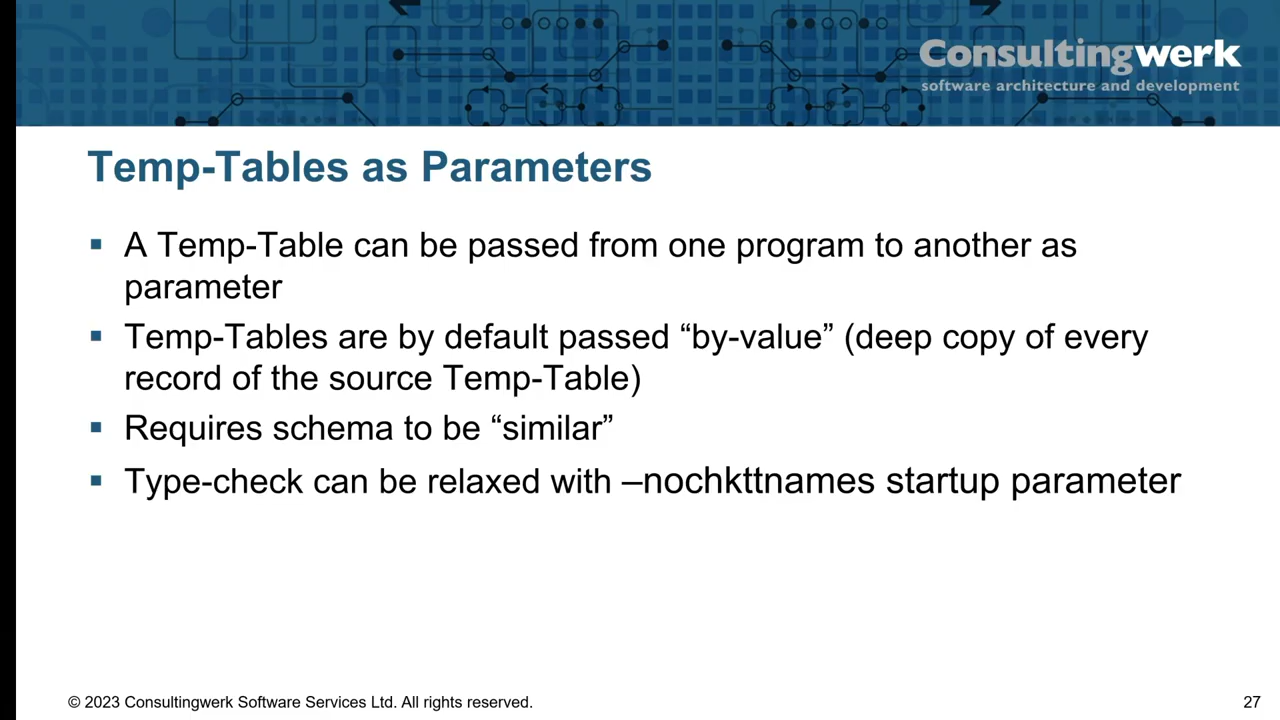 Consultingwerk
software architecture and development
Temp-Tables as Parameters
▪ A Temp-Table can be passed from one program to another as
parameter
▪ Temp-Tables are by default passed “by-value” (deep copy of every
record of the source Temp-Table)
▪ Requires schema to be “similar”
▪ Type-check can be relaxed with –nochkttnames startup parameter
© 2023 Consultingwerk Software Services Ltd. All rights reserved.
27